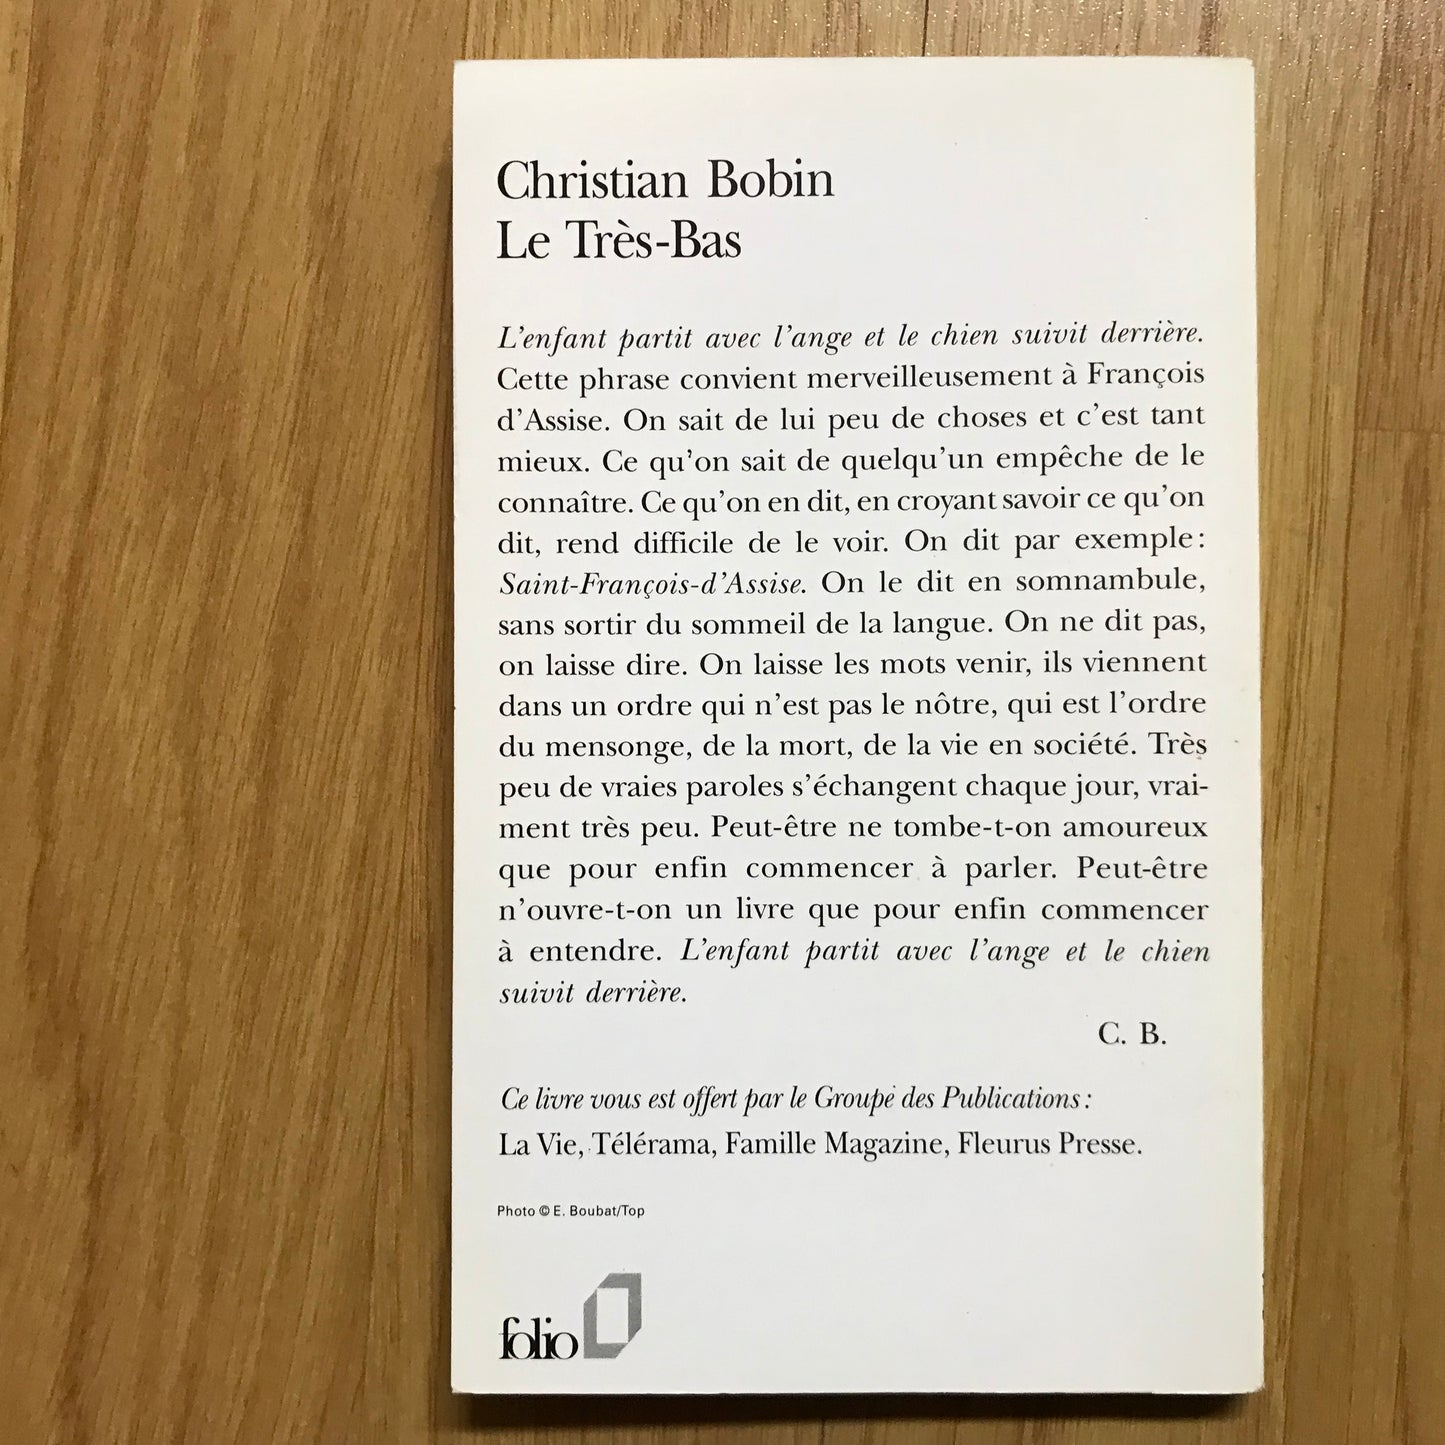 Christian Bobin
Le Très-Bas
L'enfant partit avec l'ange et le chien suivit derrière.
Cette phrase convient merveilleusement à François
d'Assise. On sait de lui peu de choses et c'est tant
mieux. Ce qu'on sait de quelqu'un empêche de le
connaître. Ce qu'on en dit, en croyant savoir ce qu'on
dit, rend difficile de le voir. On dit par exemple :
Saint-François-d'Assise. On le dit en somnambule,
sans sortir du sommeil de la langue. On ne dit pas,
on laisse dire. On laisse les mots venir, ils viennent
dans un ordre qui n'est pas le nôtre, qui est l'ordre
du mensonge, de la mort, de la vie en société. Très
peu de vraies paroles s'échangent chaque jour, vrai-
ment très peu. Peut-être ne tombe-t-on amoureux
que pour enfin commencer à parler. Peut-être
n'ouvre-t-on un livre que pour enfin commencer
à entendre. L'enfant partit avec l'ange et le chien
suivit derrière.
C. B.
Ce livre vous est offert par le Groupe des Publications :
La Vie, Télérama, Famille Magazine, Fleurus Presse.
Photo © E. Boubat/Top
folio